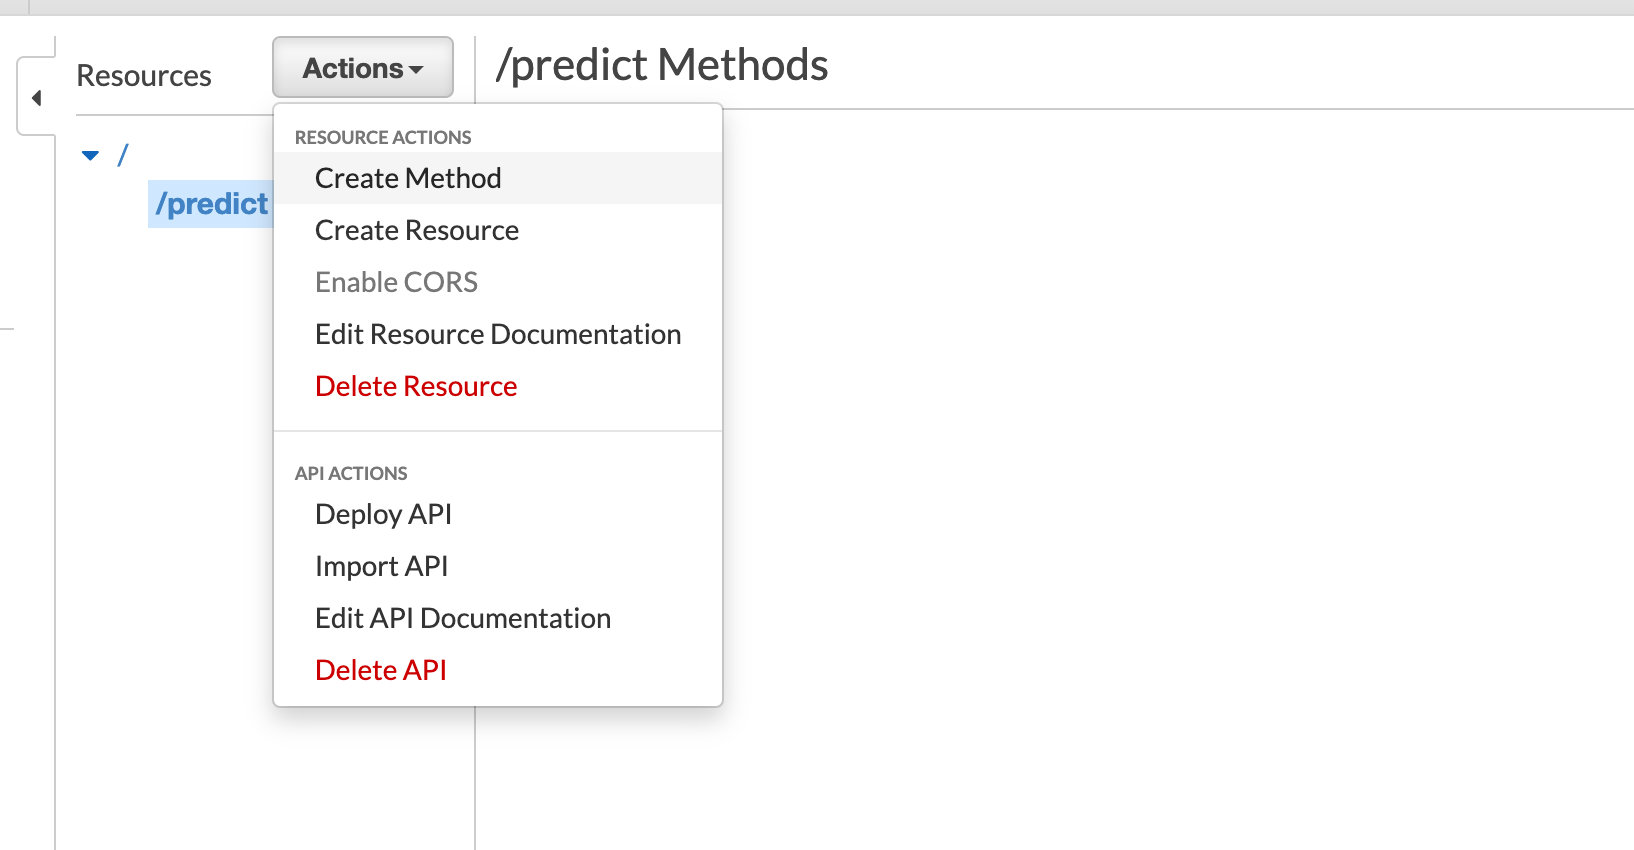 Resources
Actions
/predict Methods
/
/predict
RESOURCE ACTIONS
Create Method
Create Resource
Enable CORS
Edit Resource Documentation
Delete Resource
API ACTIONS
Deploy API
Import API
Edit API Documentation
Delete API